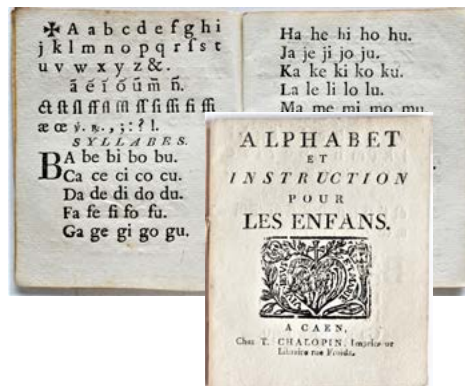 ✠ A a b c d e f g h i
j k l m n o p q r ſ s t
u v w x y z &.
ã ẽ ĩ õ ũ m̃ ñ.
SYLLABES.
BA be bi bo bu.
Ca ce ci co cu.
Da de di do du.
Fa fe fi fo fu.
Ga ge gi go gu.
Ha he hi ho hu.
Ja je ji jo ju.
Ka ke ki ko ku.
La le li lo lu.
Ma me mi mo mu.
ALPHABET
ET
INSTRUCTION
POUR
LES ENFANS.
A CAEN,
Chez T. CHALOPIN, Imprimeur
Libraire rue Froide.